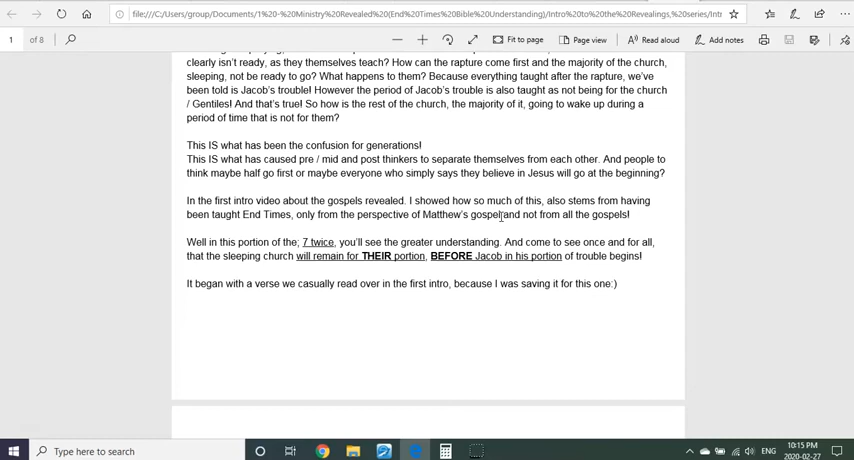 file:///C:/Users/group/Documents/1%20-%20Ministry%20Revealed%20(End%20Times%20Bible%20Understanding)/Intro%20to%20the%20Revealings,%20series/Intr
1 of 8
Fit to page
Page view
Read aloud
Add notes
clearly isn't ready, as they themselves teach? How can the rapture come first and the majority of the church,
sleeping, not be ready to go? What happens to them? Because everything taught after the rapture, we've
been told is Jacob's trouble! However the period of Jacob's trouble is also taught as not being for the church
/ Gentiles! And that's true! So how is the rest of the church, the majority of it, going to wake up during a
period of time that is not for them?
This IS what has been the confusion for generations!
This IS what has caused pre / mid and post thinkers to separate themselves from each other. And people to
think maybe half go first or maybe everyone who simply says they believe in Jesus will go at the beginning?
In the first intro video about the gospels revealed. I showed how so much of this, also stems from having
been taught End Times, only from the perspective of Matthew's gospel and not from all the gospels!
Well in this portion of the; 7 twice, you'll see the greater understanding. And come to see once and for all,
that the sleeping church will remain for THEIR portion, BEFORE Jacob in his portion of trouble begins!
It began with a verse we casually read over in the first intro, because I was saving it for this one:)
Type here to search
ENG
10:15 PM
2020-02-27